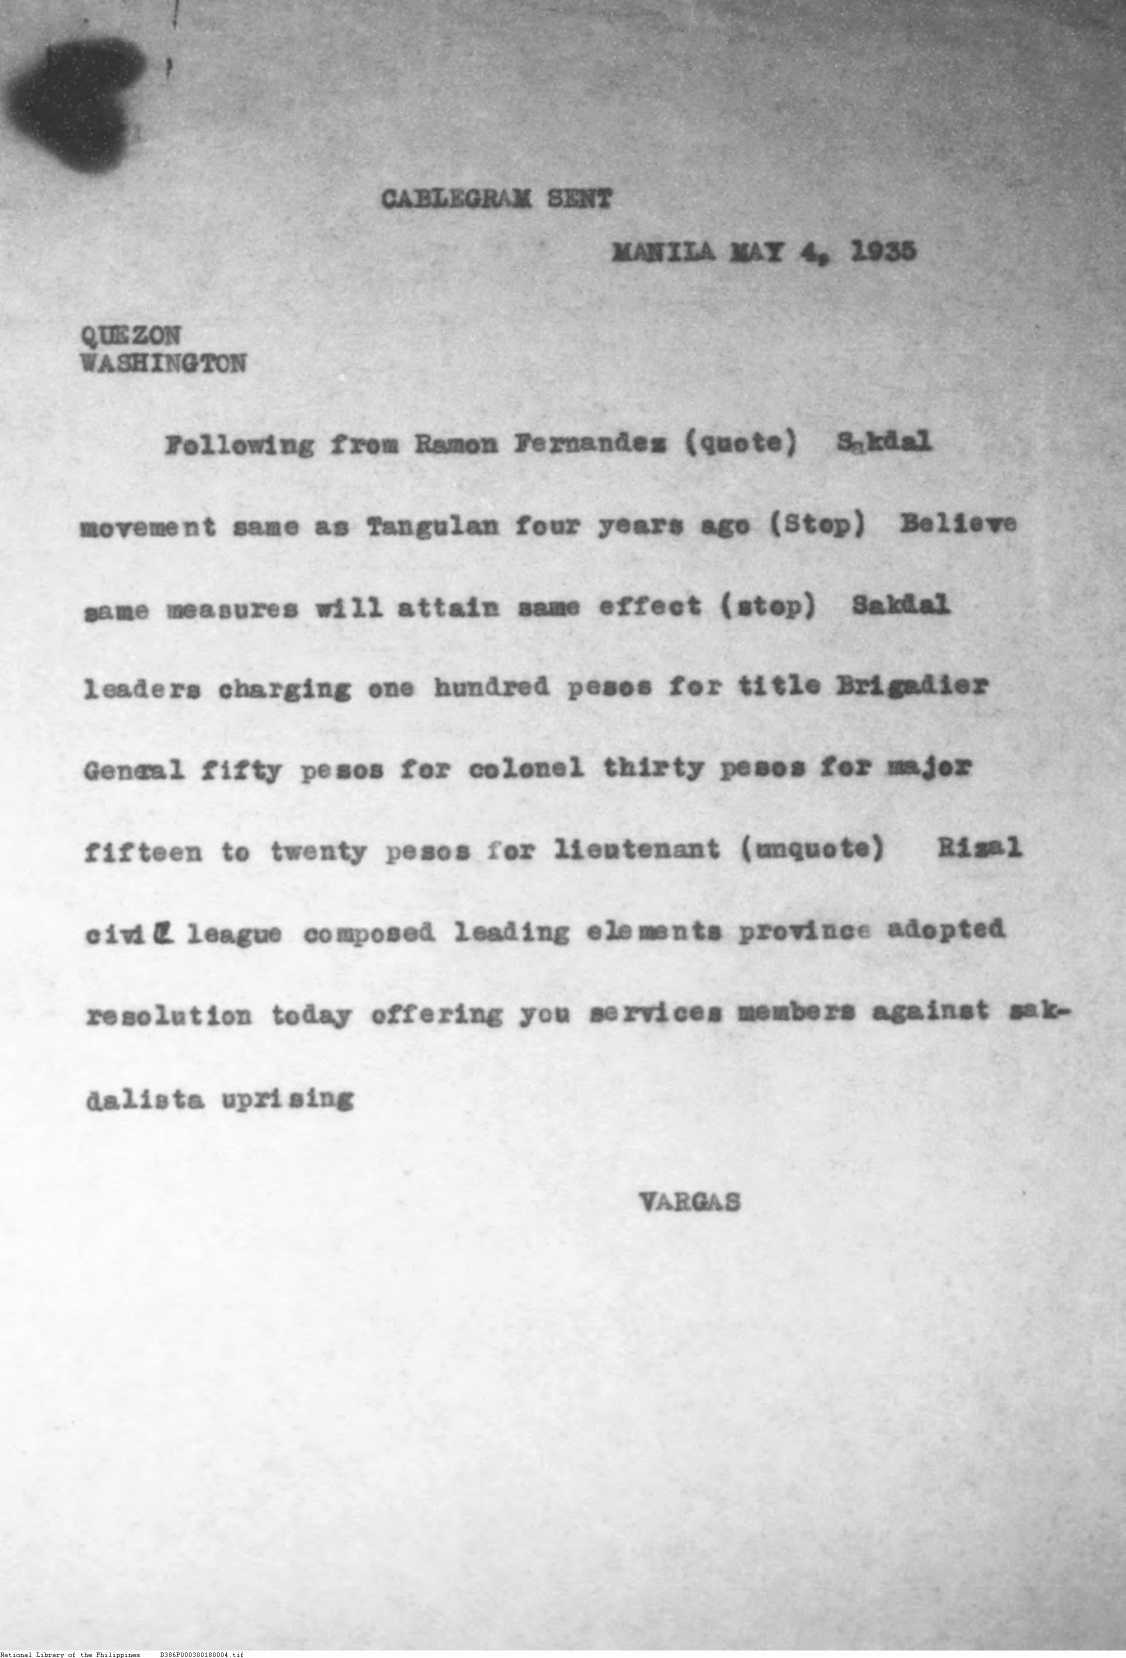 CABLEGRAM SENT
MANILA MAY 4, 1935
QUEZON
WASHINGTON
Following from Ramon Fernandez (quote) Sakdal
movement same as Tangulan four years ago (Stop) Believe
same measures will attain same effect (stop) Sakdal
leaders charging one hundred pesos for title Brigadier
General fifty pesos for colonel thirty pesos for major
fifteen to twenty pesos for lieutenant (unquote) Rizal
civic league composed leading elements province adopted
resolution today offering you services members against sak-
dalista uprising
VARGAS
National Library of the Philippines B386P000300180004.tif